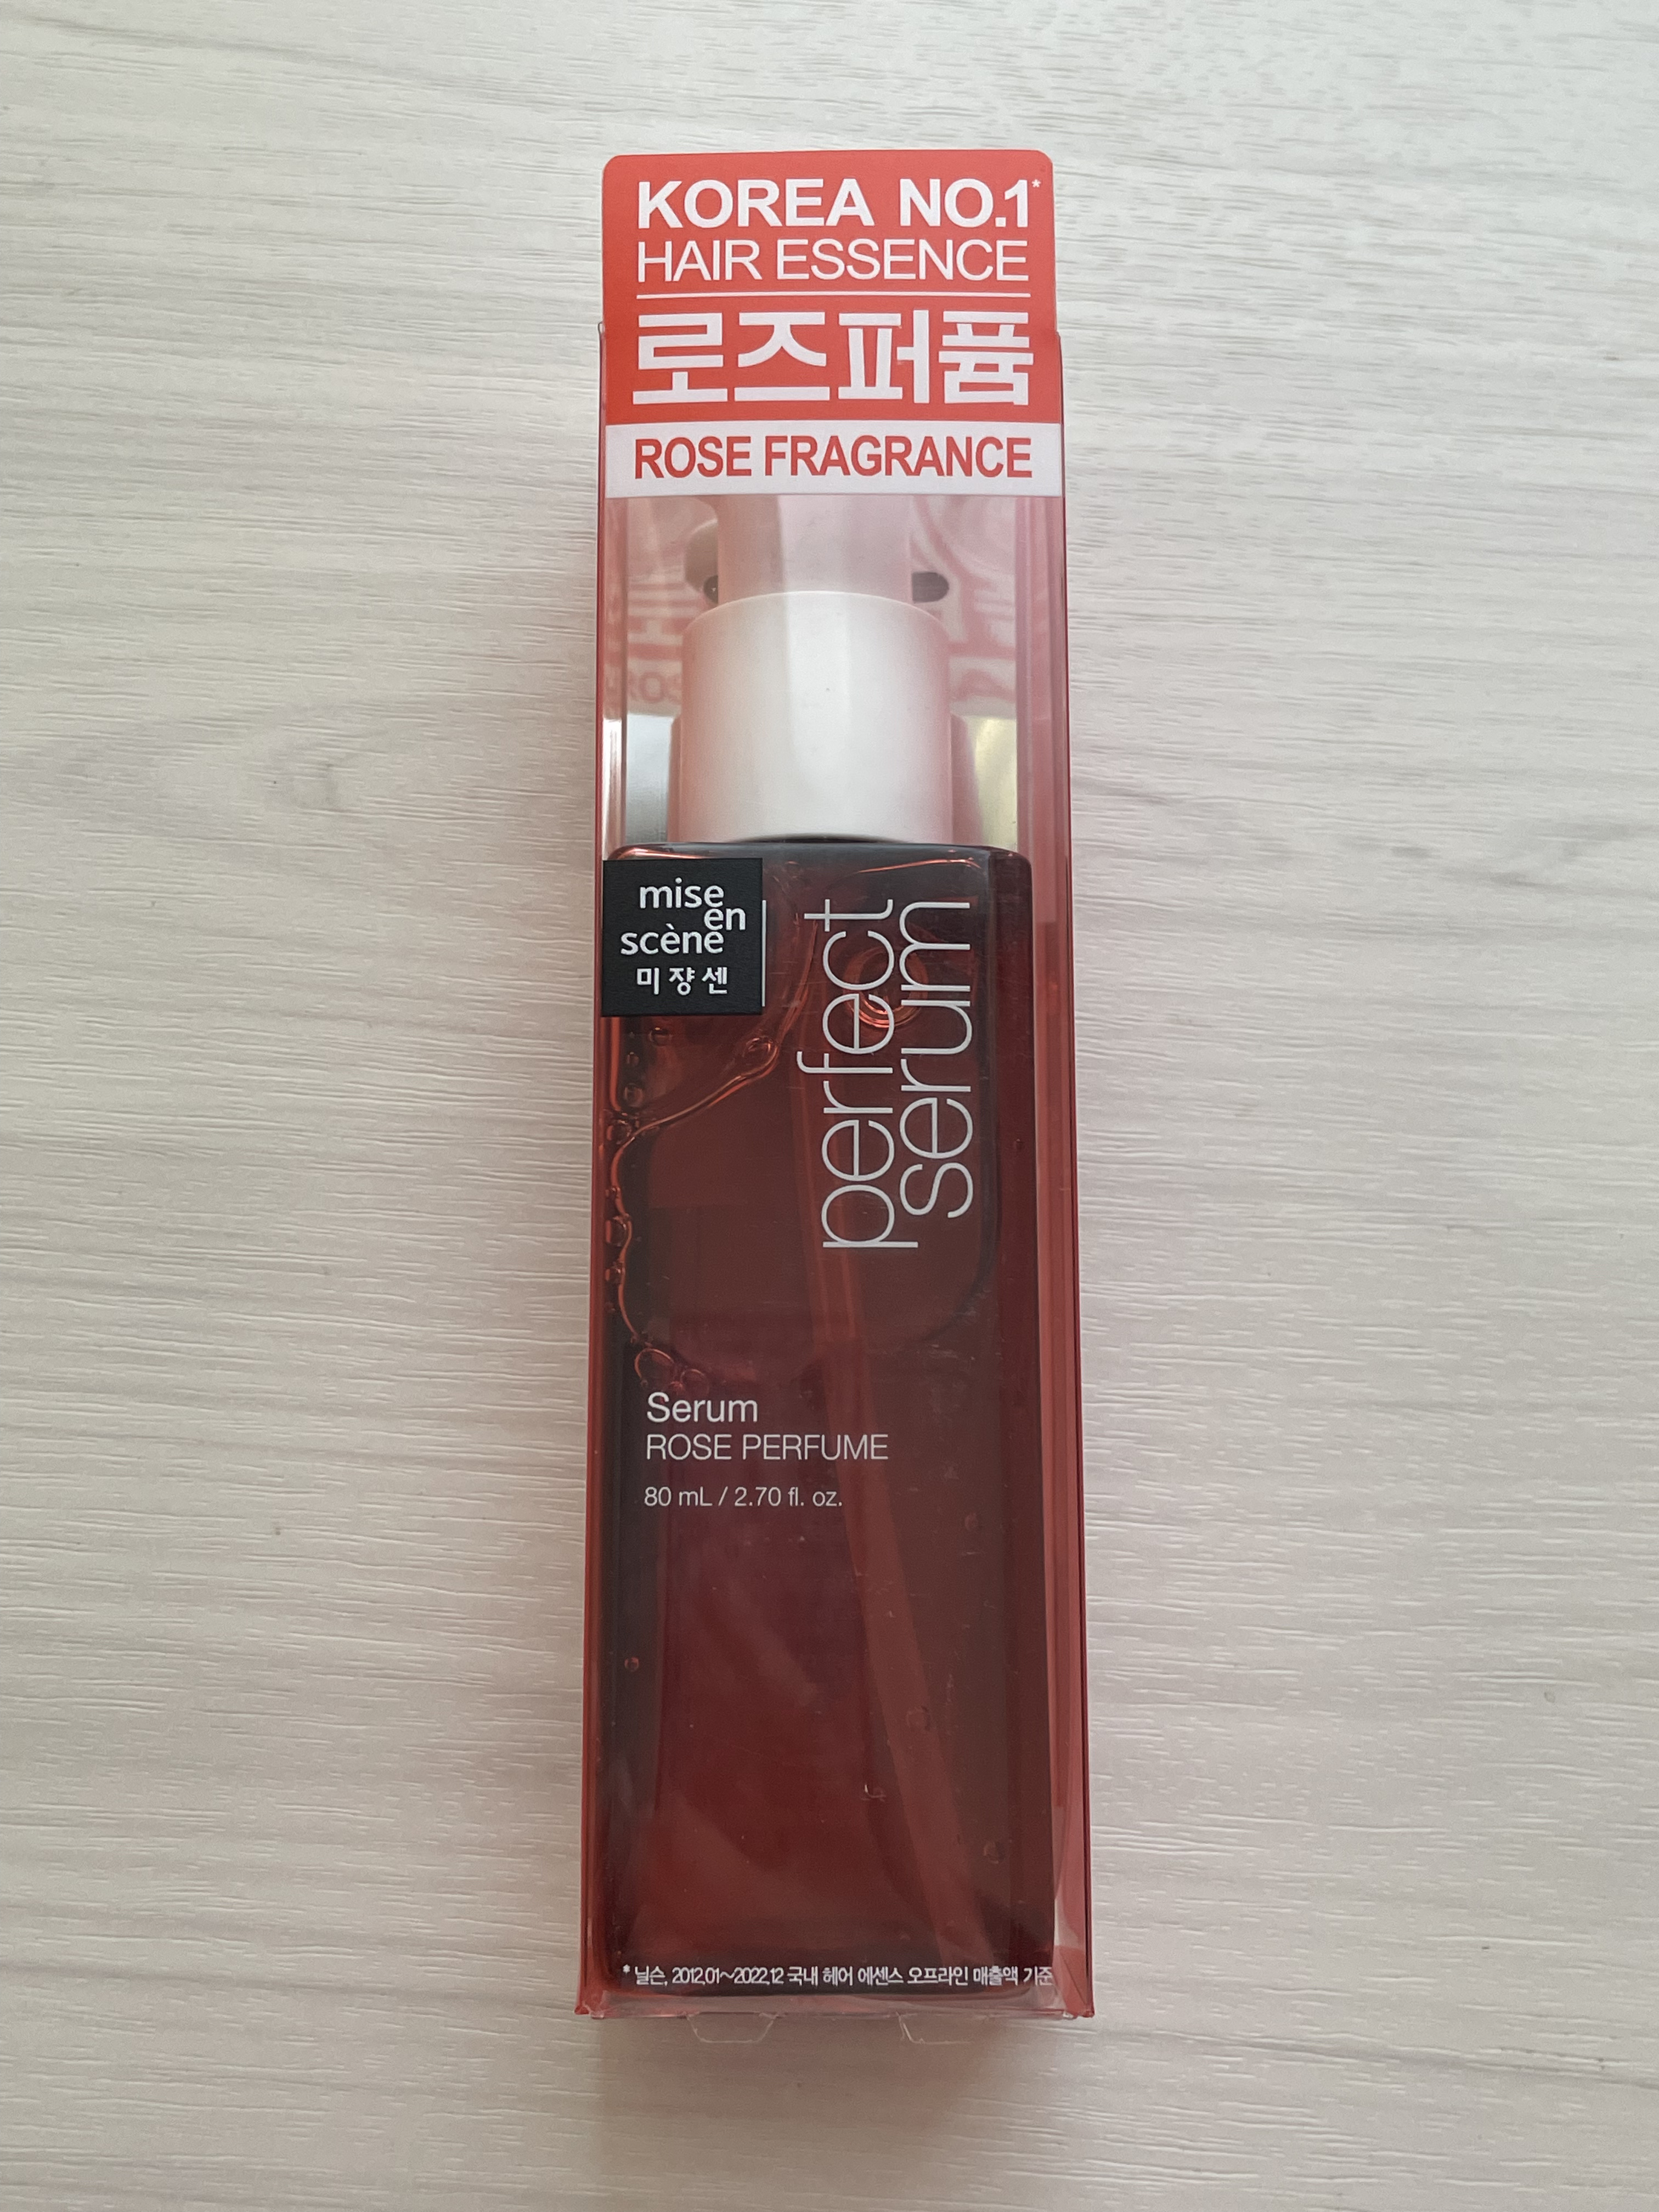 KOREA NO.1*
HAIR ESSENCE
로즈퍼퓸
ROSE FRAGRANCE
mise
en
scène
미쟝센
perfect
serum
Serum
ROSE PERFUME
80 mL / 2.70 fl. oz.
* 닐슨, 2012.01~2022.12 국내 헤어 에센스 오프라인 매출액 기준